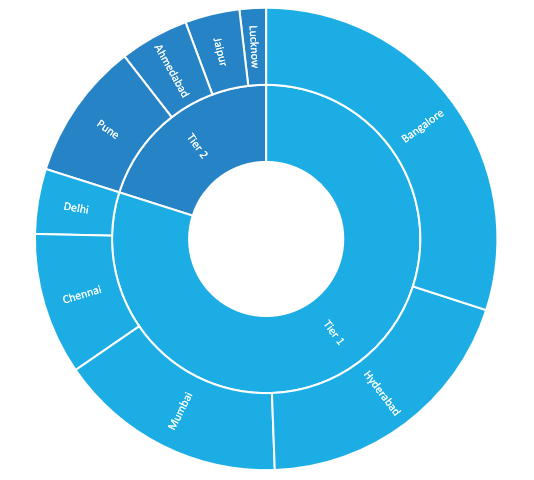 Lucknow
Jaipur
Ahmedabad
Pune
Tier 2
Bangalore
Delhi
Chennai
Tier 1
Hyderabad
Mumbai